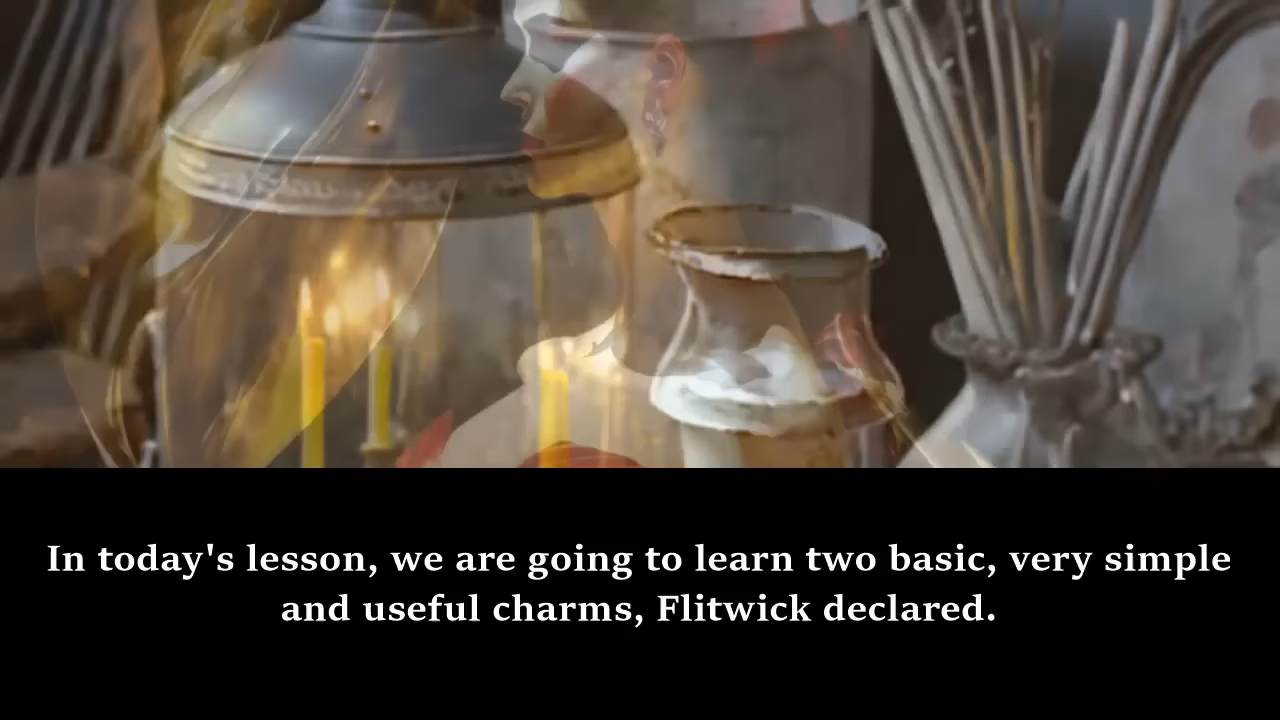 In today's lesson, we are going to learn two basic, very simple
and useful charms, Flitwick declared.